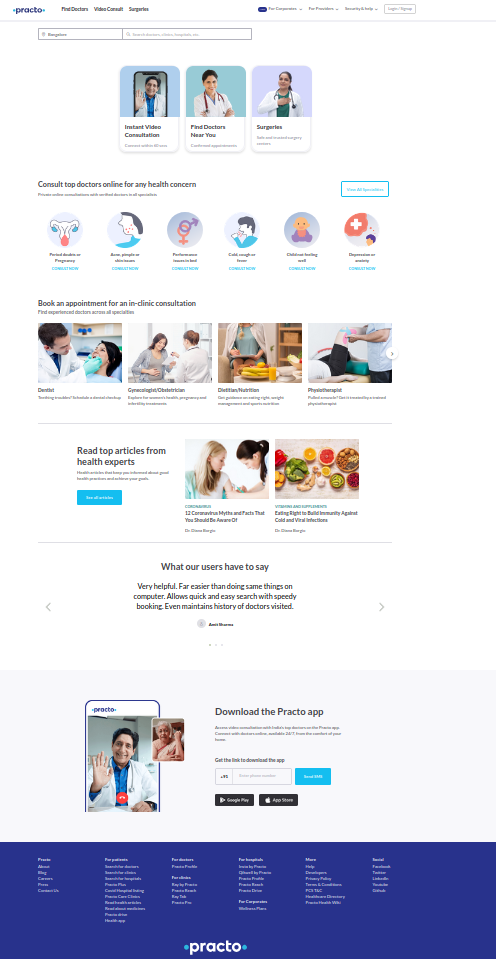 •practo•
Find Doctors Video Consult Surgeries
For Corporates For Providers Security & help Login / Signup
Bangalore Search doctors, clinics, hospitals, etc.
Instant Video
Consultation
Connect within 60 secs
Find Doctors
Near You
Confirmed appointments
Surgeries
Safe and trusted surgery
centers
Consult top doctors online for any health concern
Private online consultations with verified doctors in all specialists
View All Specialities
Period doubts or
Pregnancy
CONSULT NOW
Acne, pimple or
skin issues
CONSULT NOW
Performance
issues in bed
CONSULT NOW
Cold, cough or
fever
CONSULT NOW
Child not feeling
well
CONSULT NOW
Depression or
anxiety
CONSULT NOW
Book an appointment for an in-clinic consultation
Find experienced doctors across all specialties
Dentist
Teething troubles? Schedule a dental checkup
Gynecologist/Obstetrician
Explore for women's health, pregnancy and
infertility treatments
Dietitian/Nutrition
Get guidance on eating right, weight
management and sports nutrition
Physiotherapist
Pulled a muscle? Get it treated by a trained
physiotherapist
Read top articles from
health experts
Health articles that keep you informed about good
health practices and achieve your goals.
See all articles
CORONAVIRUS
12 Coronavirus Myths and Facts That
You Should Be Aware Of
Dr. Diana Borgio
VITAMINS AND SUPPLEMENTS
Eating Right to Build Immunity Against
Cold and Viral Infections
Dr. Diana Borgio
What our users have to say
Very helpful. Far easier than doing same things on
computer. Allows quick and easy search with speedy
booking. Even maintains history of doctors visited.
Amit Sharma
•practo•
Download the Practo app
Access video consultation with India's top doctors on the Practo app.
Connect with doctors online, available 24/7, from the comfort of your
home.
Get the link to download the app
+91 Enter phone number Send SMS
Google Play App Store
Practo
About
Blog
Careers
Press
Contact Us
For patients
Search for doctors
Search for clinics
Search for hospitals
Practo Plus
Covid Hospital listing
Practo Care Clinics
Read health articles
Read about medicines
Practo drive
Health app
For doctors
Practo Profile
For clinics
Ray by Practo
Practo Reach
Ray Tab
Practo Pro
For hospitals
Insta by Practo
Qikwell by Practo
Practo Profile
Practo Reach
Practo Drive
For Corporates
Wellness Plans
More
Help
Developers
Privacy Policy
Terms & Conditions
PCS T&C
Healthcare Directory
Practo Health Wiki
Social
Facebook
Twitter
LinkedIn
Youtube
Github
•practo•